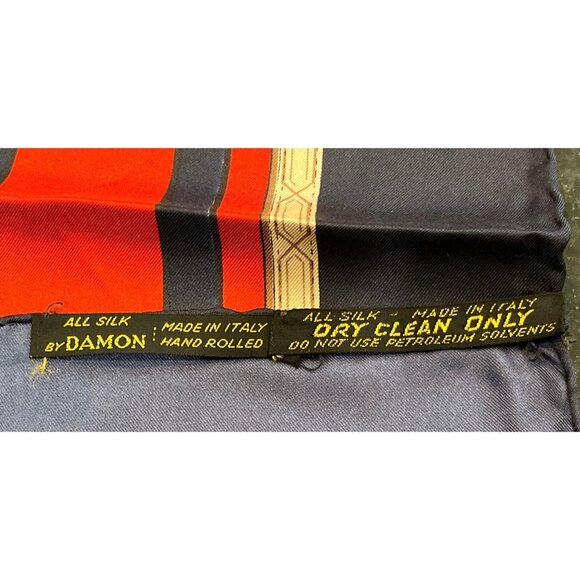 ALL SILK
BY DAMON
MADE IN ITALY
HAND ROLLED
ALL SILK - MADE IN ITALY
DRY CLEAN ONLY
DO NOT USE PETROLEUM SOLVENTS